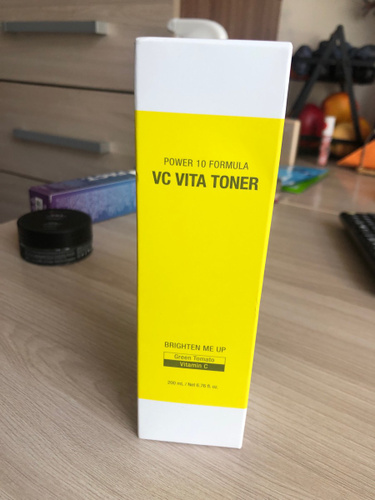 POWER 10 FORMULA
VC VITA TONER
BRIGHTEN ME UP
Green Tomato
Vitamin C
200 mL / Net 6.76 fl. oz.